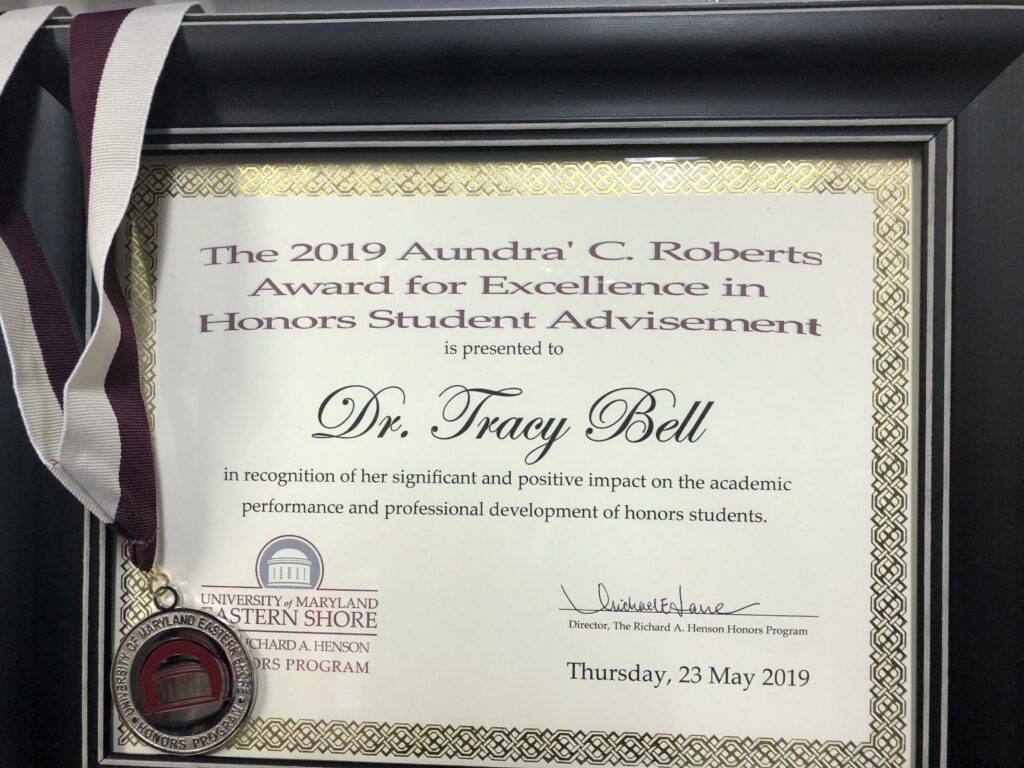 The 2019 Aundra' C. Roberts
Award for Excellence in
Honors Student Advisement
is presented to
Dr. Tracy Bell
in recognition of her significant and positive impact on the academic
performance and professional development of honors students.
UNIVERSITY of MARYLAND
EASTERN SHORE
CHARD A. HENSON
ORS PROGRAM
Michael E Lane
Director, The Richard A. Henson Honors Program
Thursday, 23 May 2019
UNIVERSITY OF MARYLAND EASTERN SHORE
HONORS PROGRAM